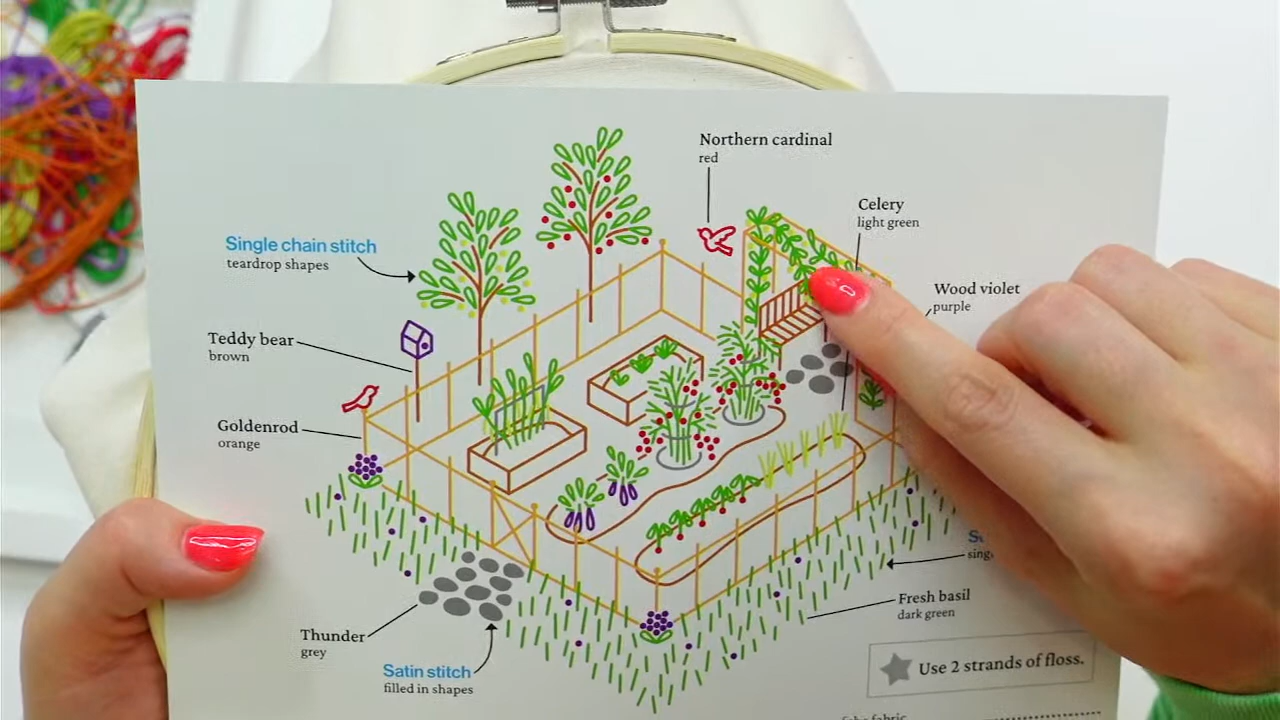 Northern cardinal
red
Celery
light green
Single chain stitch
teardrop shapes
Wood violet
purple
Teddy bear
brown
Goldenrod
orange
Fresh basil
dark green
Thunder
grey
Satin stitch
filled in shapes
Use 2 strands of floss.
fabric